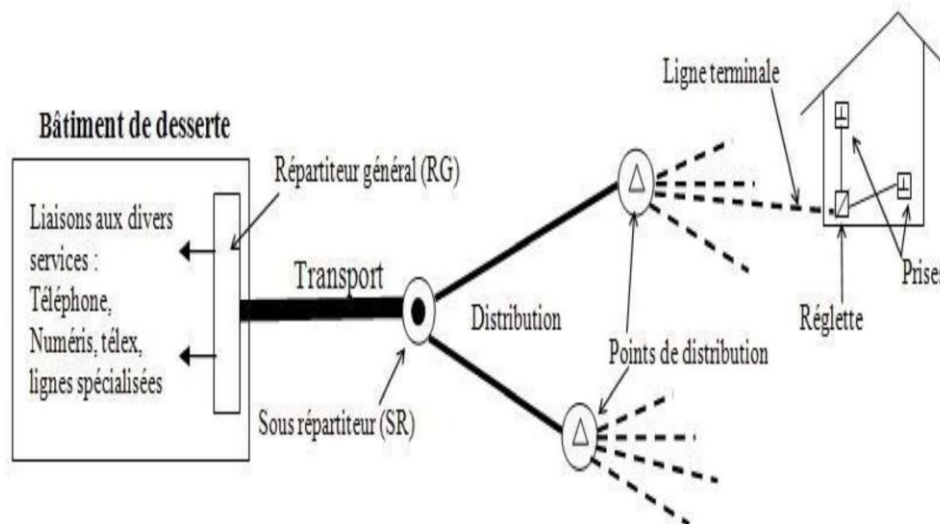 Bâtiment de desserte
Répartiteur général (RG)
Liaisons aux divers
services :
Téléphone,
Numéris, télex,
lignes spécialisées
Transport
Sous répartiteur (SR)
Distribution
Points de distribution
Ligne terminale
Réglette
Prises